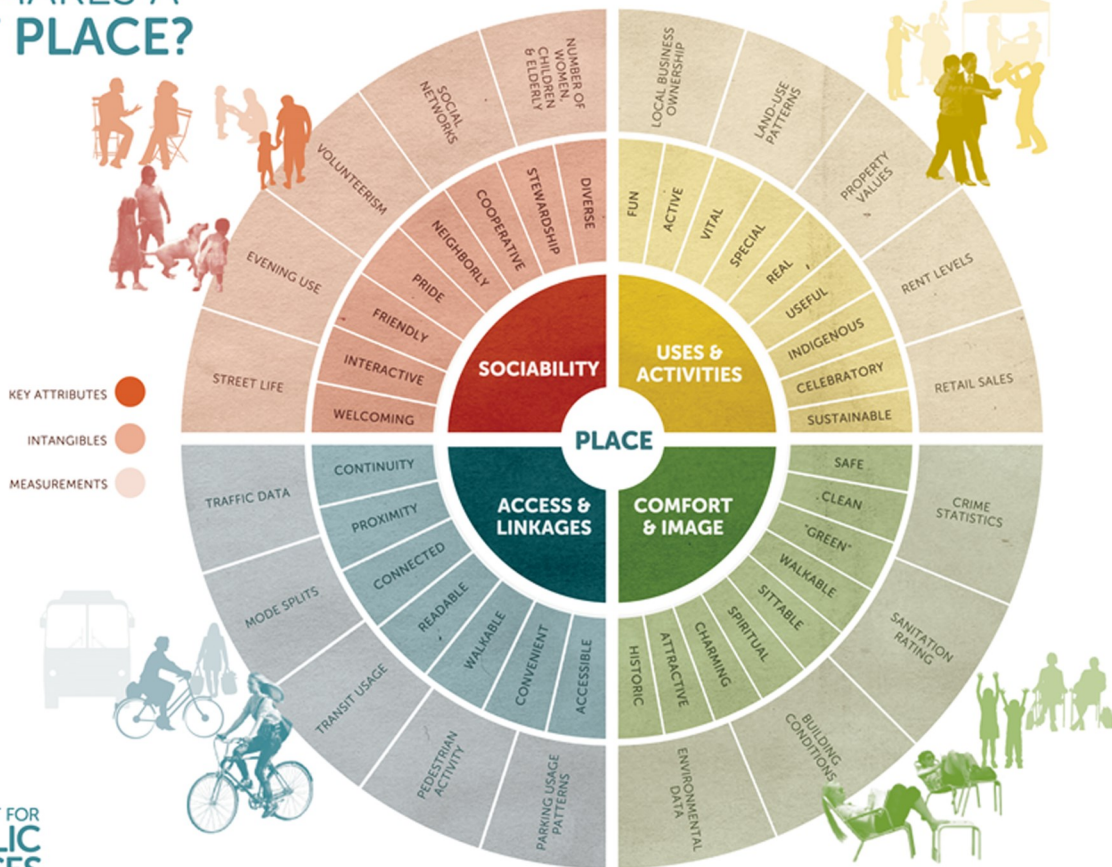 PLACE?
KEY ATTRIBUTES
INTANGIBLES
MEASUREMENTS
PLACE
SOCIABILITY
USES &
ACTIVITIES
ACCESS &
LINKAGES
COMFORT
& IMAGE
WELCOMING
INTERACTIVE
FRIENDLY
PRIDE
NEIGHBORLY
COOPERATIVE
STEWARDSHIP
DIVERSE
FUN
ACTIVE
VITAL
SPECIAL
REAL
USEFUL
INDIGENOUS
CELEBRATORY
SUSTAINABLE
SAFE
CLEAN
"GREEN"
WALKABLE
SITTABLE
SPIRITUAL
CHARMING
ATTRACTIVE
HISTORIC
ACCESSIBLE
CONVENIENT
WALKABLE
READABLE
CONNECTED
PROXIMITY
CONTINUITY
STREET LIFE
EVENING USE
VOLUNTEERISM
SOCIAL
NETWORKS
NUMBER OF
WOMEN,
CHILDREN
& ELDERLY
LOCAL BUSINESS
OWNERSHIP
LAND-USE
PATTERNS
PROPERTY
VALUES
RENT LEVELS
RETAIL SALES
CRIME
STATISTICS
SANITATION
RATING
BUILDING
CONDITIONS
ENVIRONMENTAL
DATA
PARKING USAGE
PATTERNS
PEDESTRIAN
ACTIVITY
TRANSIT USAGE
MODE SPLITS
TRAFFIC DATA
FOR
LIC